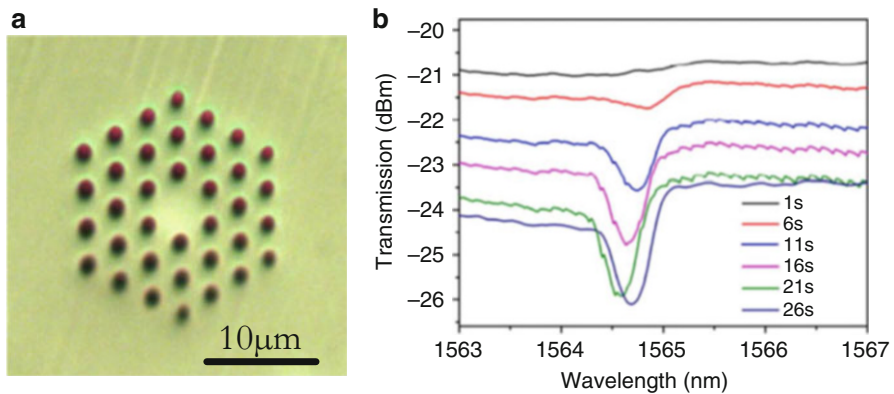 a
10μm
b
Transmission (dBm)
–20
–21
–22
–23
–24
–25
–26
1s
6s
11s
16s
21s
26s
1563 1564 1565 1566 1567
Wavelength (nm)